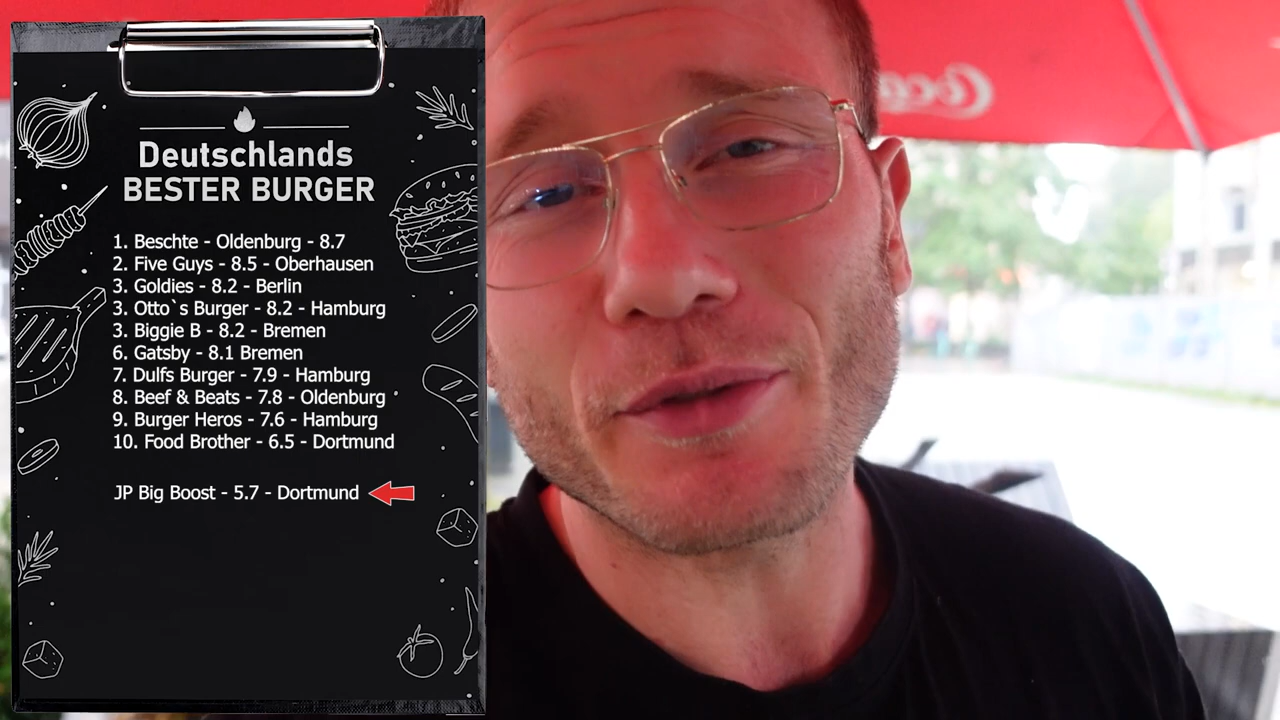 Deutschlands
BESTER BURGER
1. Beschte - Oldenburg - 8.7
2. Five Guys - 8.5 - Oberhausen
3. Goldies - 8.2 - Berlin
3. Otto`s Burger - 8.2 - Hamburg
3. Biggie B - 8.2 - Bremen
6. Gatsby - 8.1 Bremen
7. Dulfs Burger - 7.9 - Hamburg
8. Beef & Beats - 7.8 - Oldenburg
9. Burger Heros - 7.6 - Hamburg
10. Food Brother - 6.5 - Dortmund
JP Big Boost - 5.7 - Dortmund